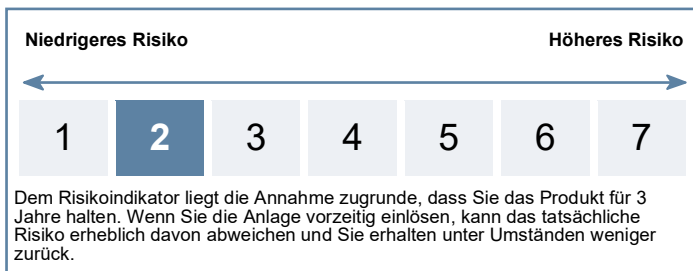 Niedrigeres Risiko Höheres Risiko
1 2 3 4 5 6 7
Dem Risikoindikator liegt die Annahme zugrunde, dass Sie das Produkt für 3
Jahre halten. Wenn Sie die Anlage vorzeitig einlösen, kann das tatsächliche
Risiko erheblich davon abweichen und Sie erhalten unter Umständen weniger
zurück.